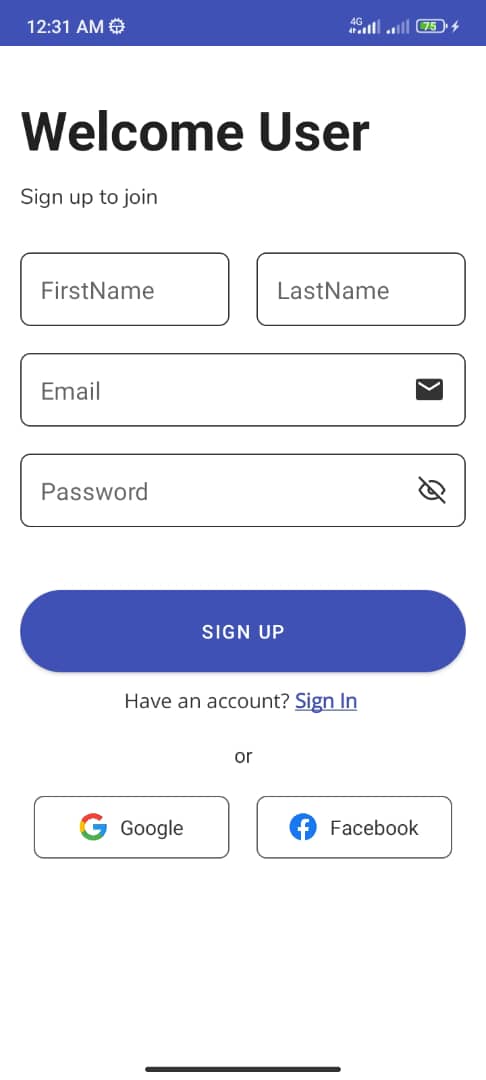 12:31 AM
4G 75
Welcome User
Sign up to join
FirstName LastName
Email
Password
SIGN UP
Have an account? Sign In
or
Google Facebook